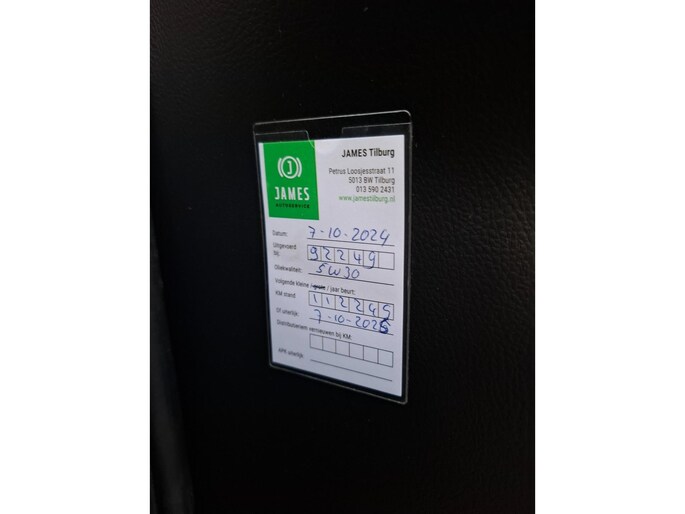 JAMES Tilburg
Petrus Loosjesstraat 11
5013 BW Tilburg
013 590 2431
www.jamestilburg.nl
J
JAMES
AUTOSERVICE
Datum: 7-10-2024
Uitgevoerd
bij: 92249
Oliekwaliteit: 5W30
Volgende kleine / grote / jaar beurt:
KM stand: 112245
Of uiterlijk: 7-10-2025
Distributieriem vernieuwen bij KM:
APK uiterlijk: